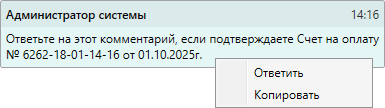 Администратор системы 14:16
Ответьте на этот комментарий, если подтверждаете Счет на оплату
№ 6262-18-01-14-16 от 01.10.2025г.
Ответить
Копировать